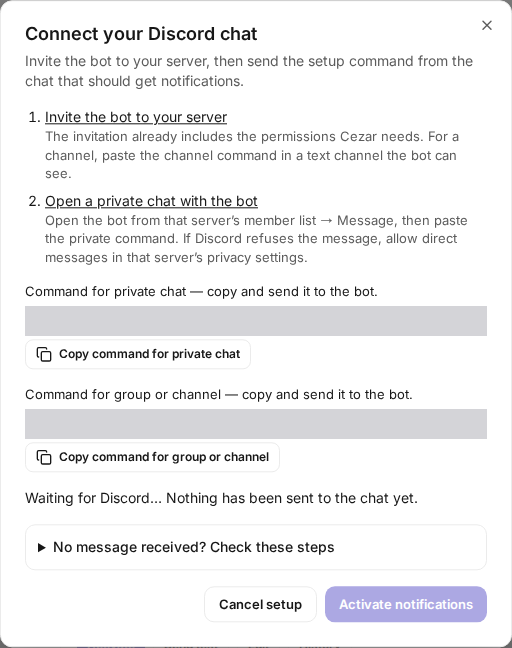 Connect your Discord chat
Invite the bot to your server, then send the setup command from the
chat that should get notifications.
1. Invite the bot to your server
The invitation already includes the permissions Cezar needs. For a
channel, paste the channel command in a text channel the bot can
see.
2. Open a private chat with the bot
Open the bot from that server’s member list → Message, then paste
the private command. If Discord refuses the message, allow direct
messages in that server’s privacy settings.
Command for private chat — copy and send it to the bot.
Copy command for private chat
Command for group or channel — copy and send it to the bot.
Copy command for group or channel
Waiting for Discord… Nothing has been sent to the chat yet.
No message received? Check these steps
Cancel setup
Activate notifications